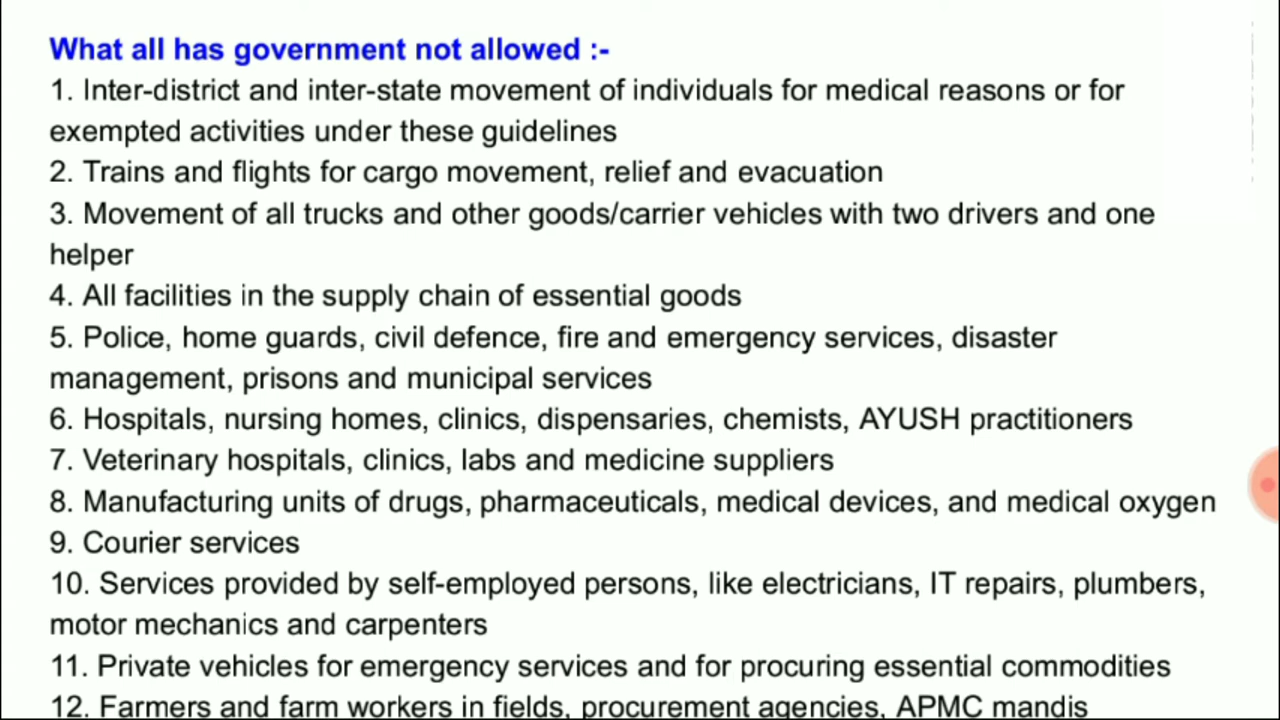 What all has government not allowed :-
1. Inter-district and inter-state movement of individuals for medical reasons or for
exempted activities under these guidelines
2. Trains and flights for cargo movement, relief and evacuation
3. Movement of all trucks and other goods/carrier vehicles with two drivers and one
helper
4. All facilities in the supply chain of essential goods
5. Police, home guards, civil defence, fire and emergency services, disaster
management, prisons and municipal services
6. Hospitals, nursing homes, clinics, dispensaries, chemists, AYUSH practitioners
7. Veterinary hospitals, clinics, labs and medicine suppliers
8. Manufacturing units of drugs, pharmaceuticals, medical devices, and medical oxygen
9. Courier services
10. Services provided by self-employed persons, like electricians, IT repairs, plumbers,
motor mechanics and carpenters
11. Private vehicles for emergency services and for procuring essential commodities
12. Farmers and farm workers in fields, procurement agencies, APMC mandis